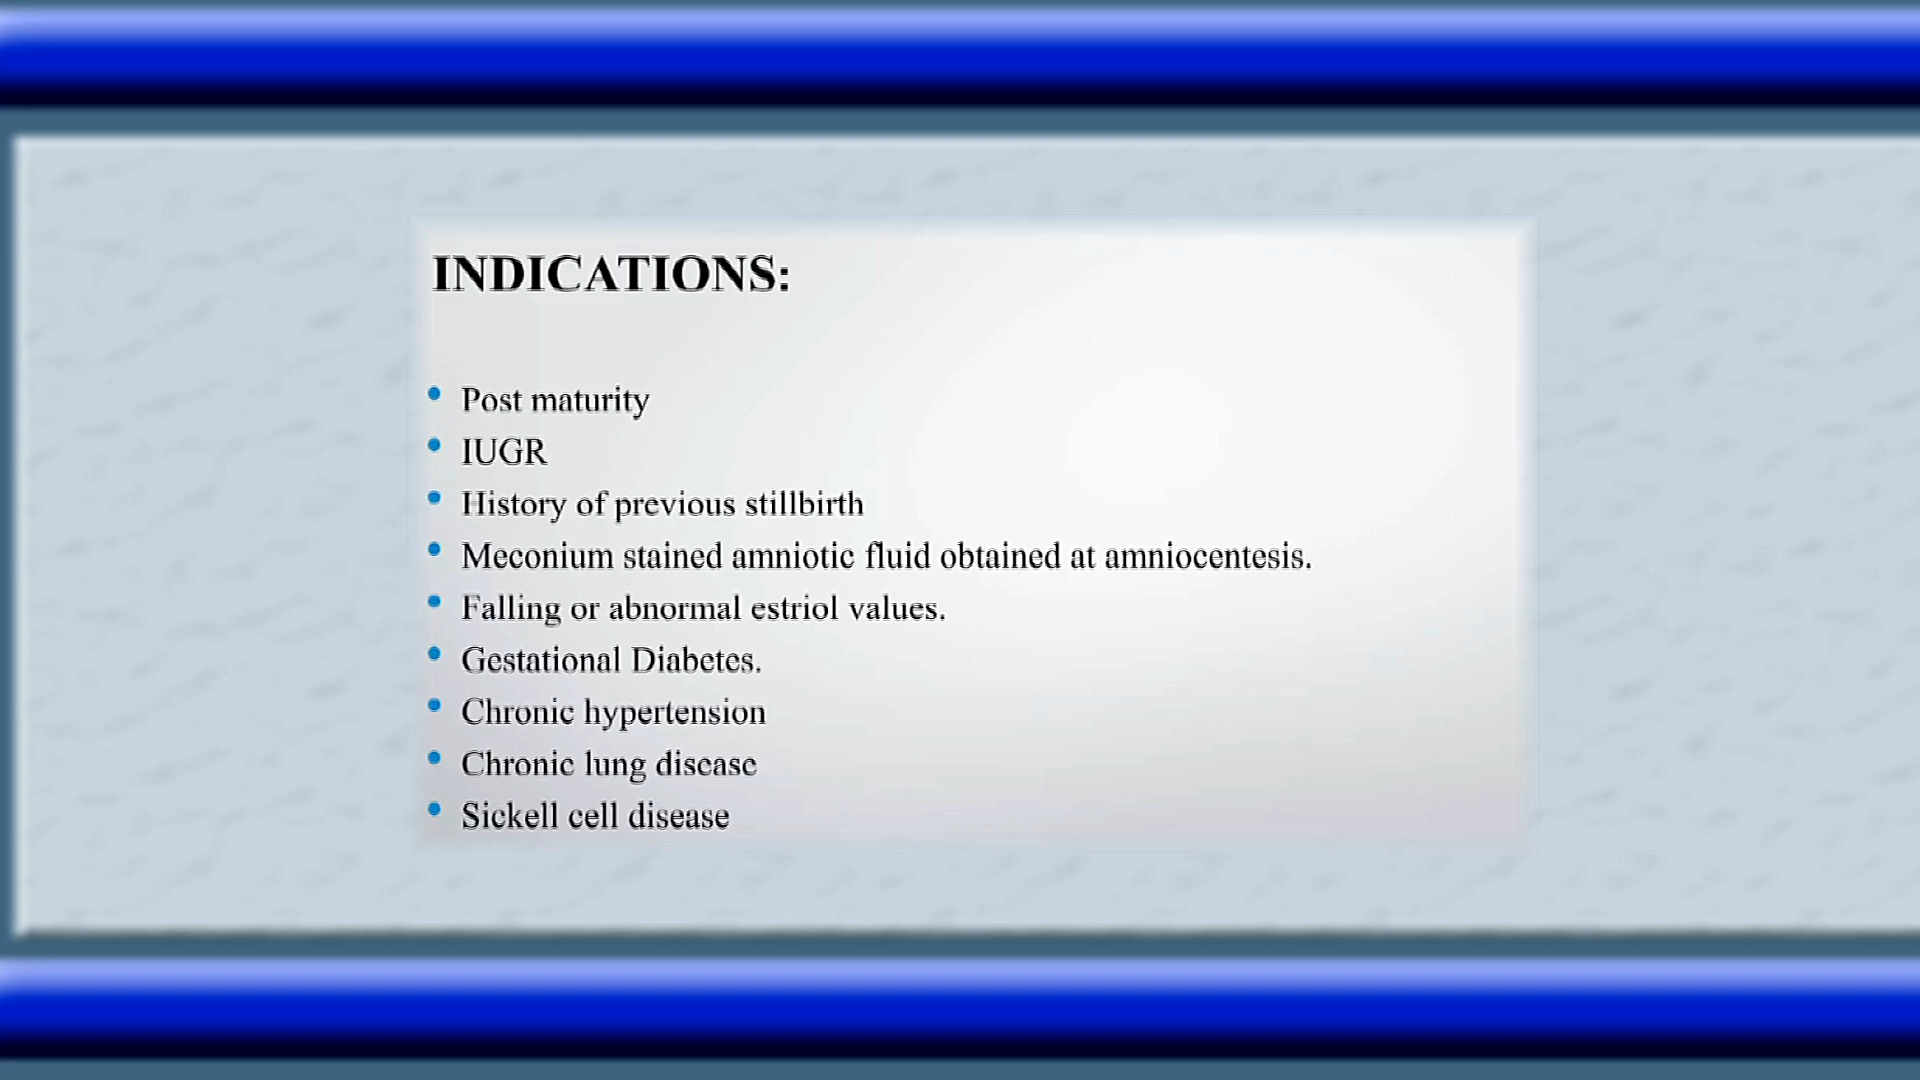 INDICATIONS:
• Post maturity
• IUGR
• History of previous stillbirth
• Meconium stained amniotic fluid obtained at amniocentesis.
• Falling or abnormal estriol values.
• Gestational Diabetes.
• Chronic hypertension
• Chronic lung disease
• Sickell cell disease